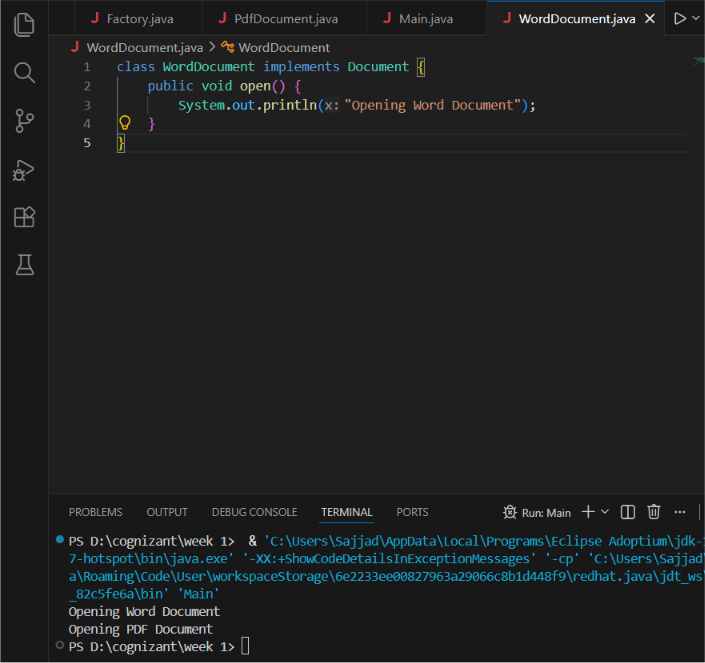 J Factory.java J PdfDocument.java J Main.java J WordDocument.java
J WordDocument.java > WordDocument
1 class WordDocument implements Document {
2 public void open() {
3 System.out.println(x: "Opening Word Document");
4 }
5 }
PROBLEMS OUTPUT DEBUG CONSOLE TERMINAL PORTS Run: Main
PS D:\cognizant\week 1> & 'C:\Users\Sajjad\AppData\Local\Programs\Eclipse Adoptium\jdk-
7-hotspot\bin\java.exe' '-XX:+ShowCodeDetailsInExceptionMessages' '-cp' 'C:\Users\Sajja
a\Roaming\Code\User\workspaceStorage\6e2233ee00827963a29066c8b1d448f9\redhat.java\jdt_ws
_82c5fe6a\bin' 'Main'
Opening Word Document
Opening PDF Document
PS D:\cognizant\week 1>